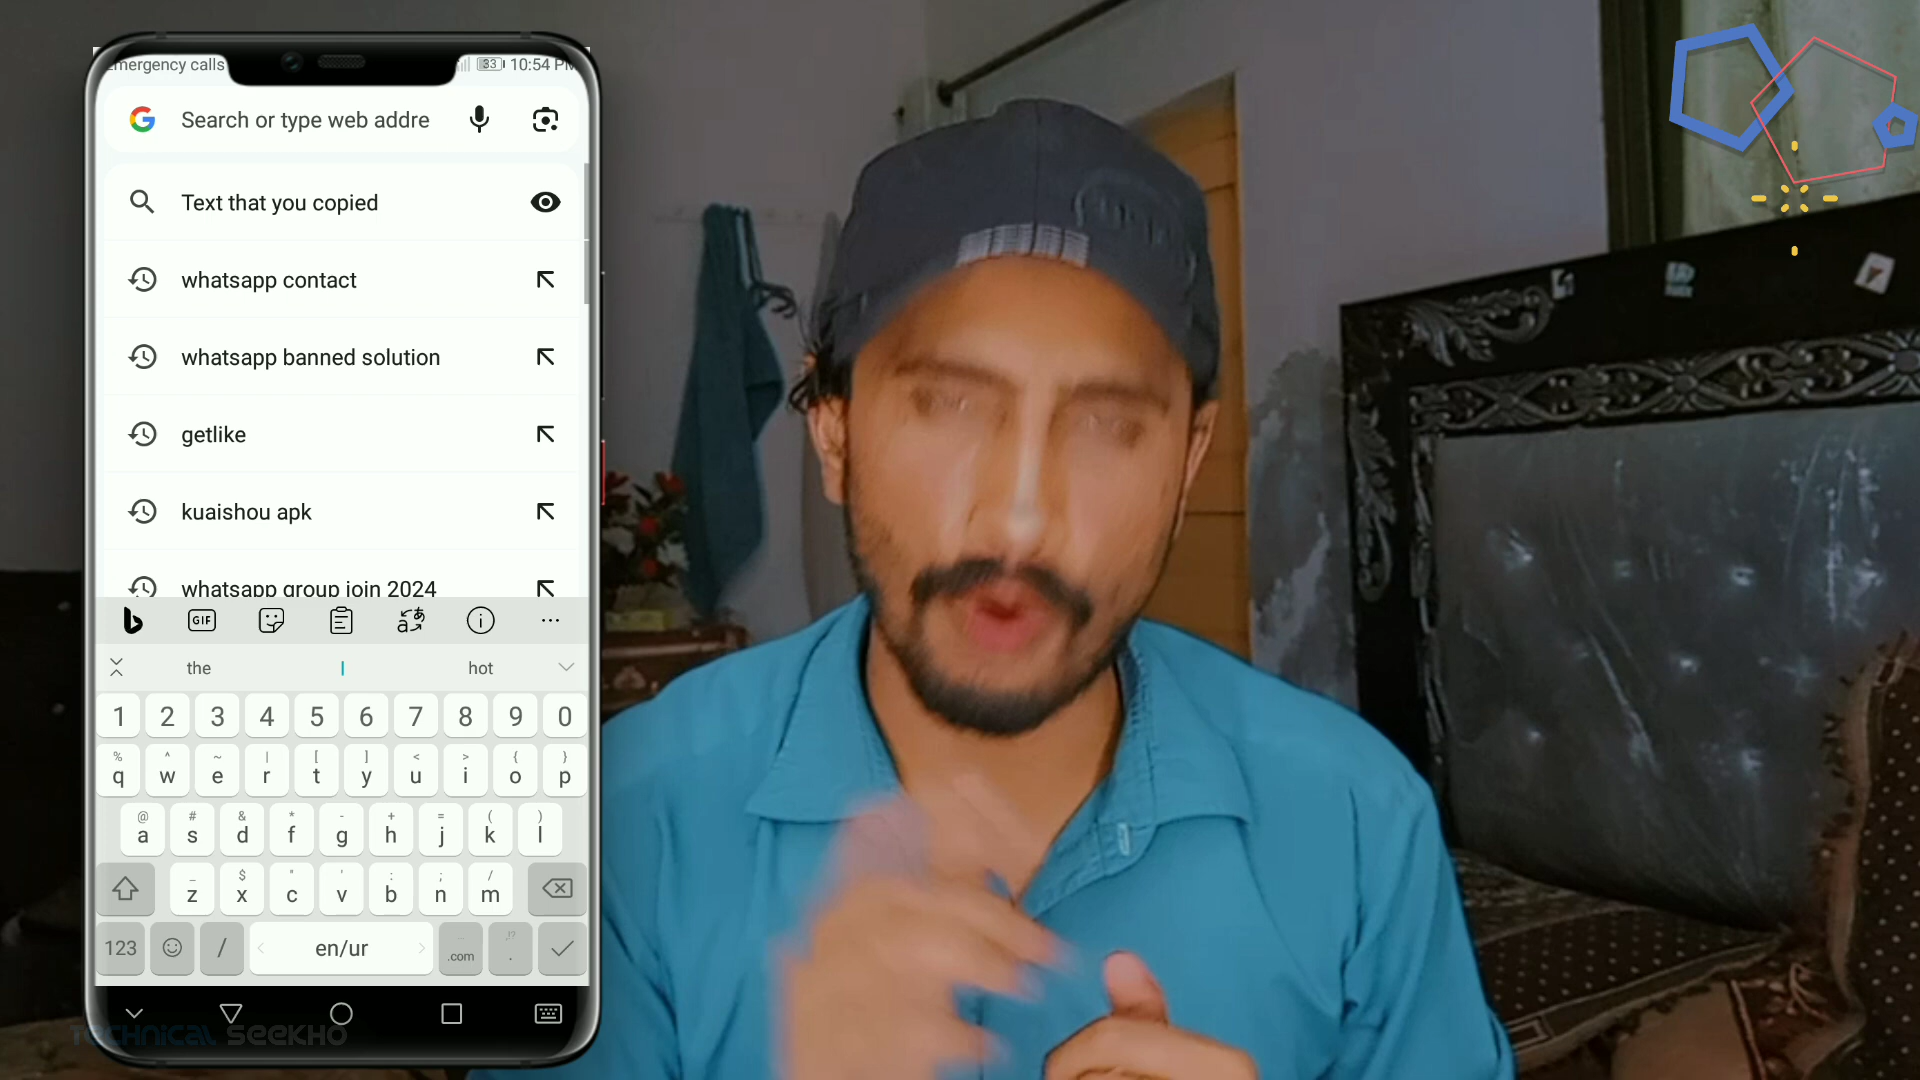 Emergency calls 33 10:54 PM
Search or type web addre
Text that you copied
whatsapp contact
whatsapp banned solution
getlike
kuaishou apk
whatsapp group join 2024
GIF
the I hot
1 2 3 4 5 6 7 8 9 0
% ^ ~ | [ ] < > { }
q w e r t y u i o p
@ # & * - + = ( )
a s d f g h j k l
_ $ " ' : ; /
z x c v b n m
123 / en/ur .com ,!? .
TECHNICAL SEEKHO